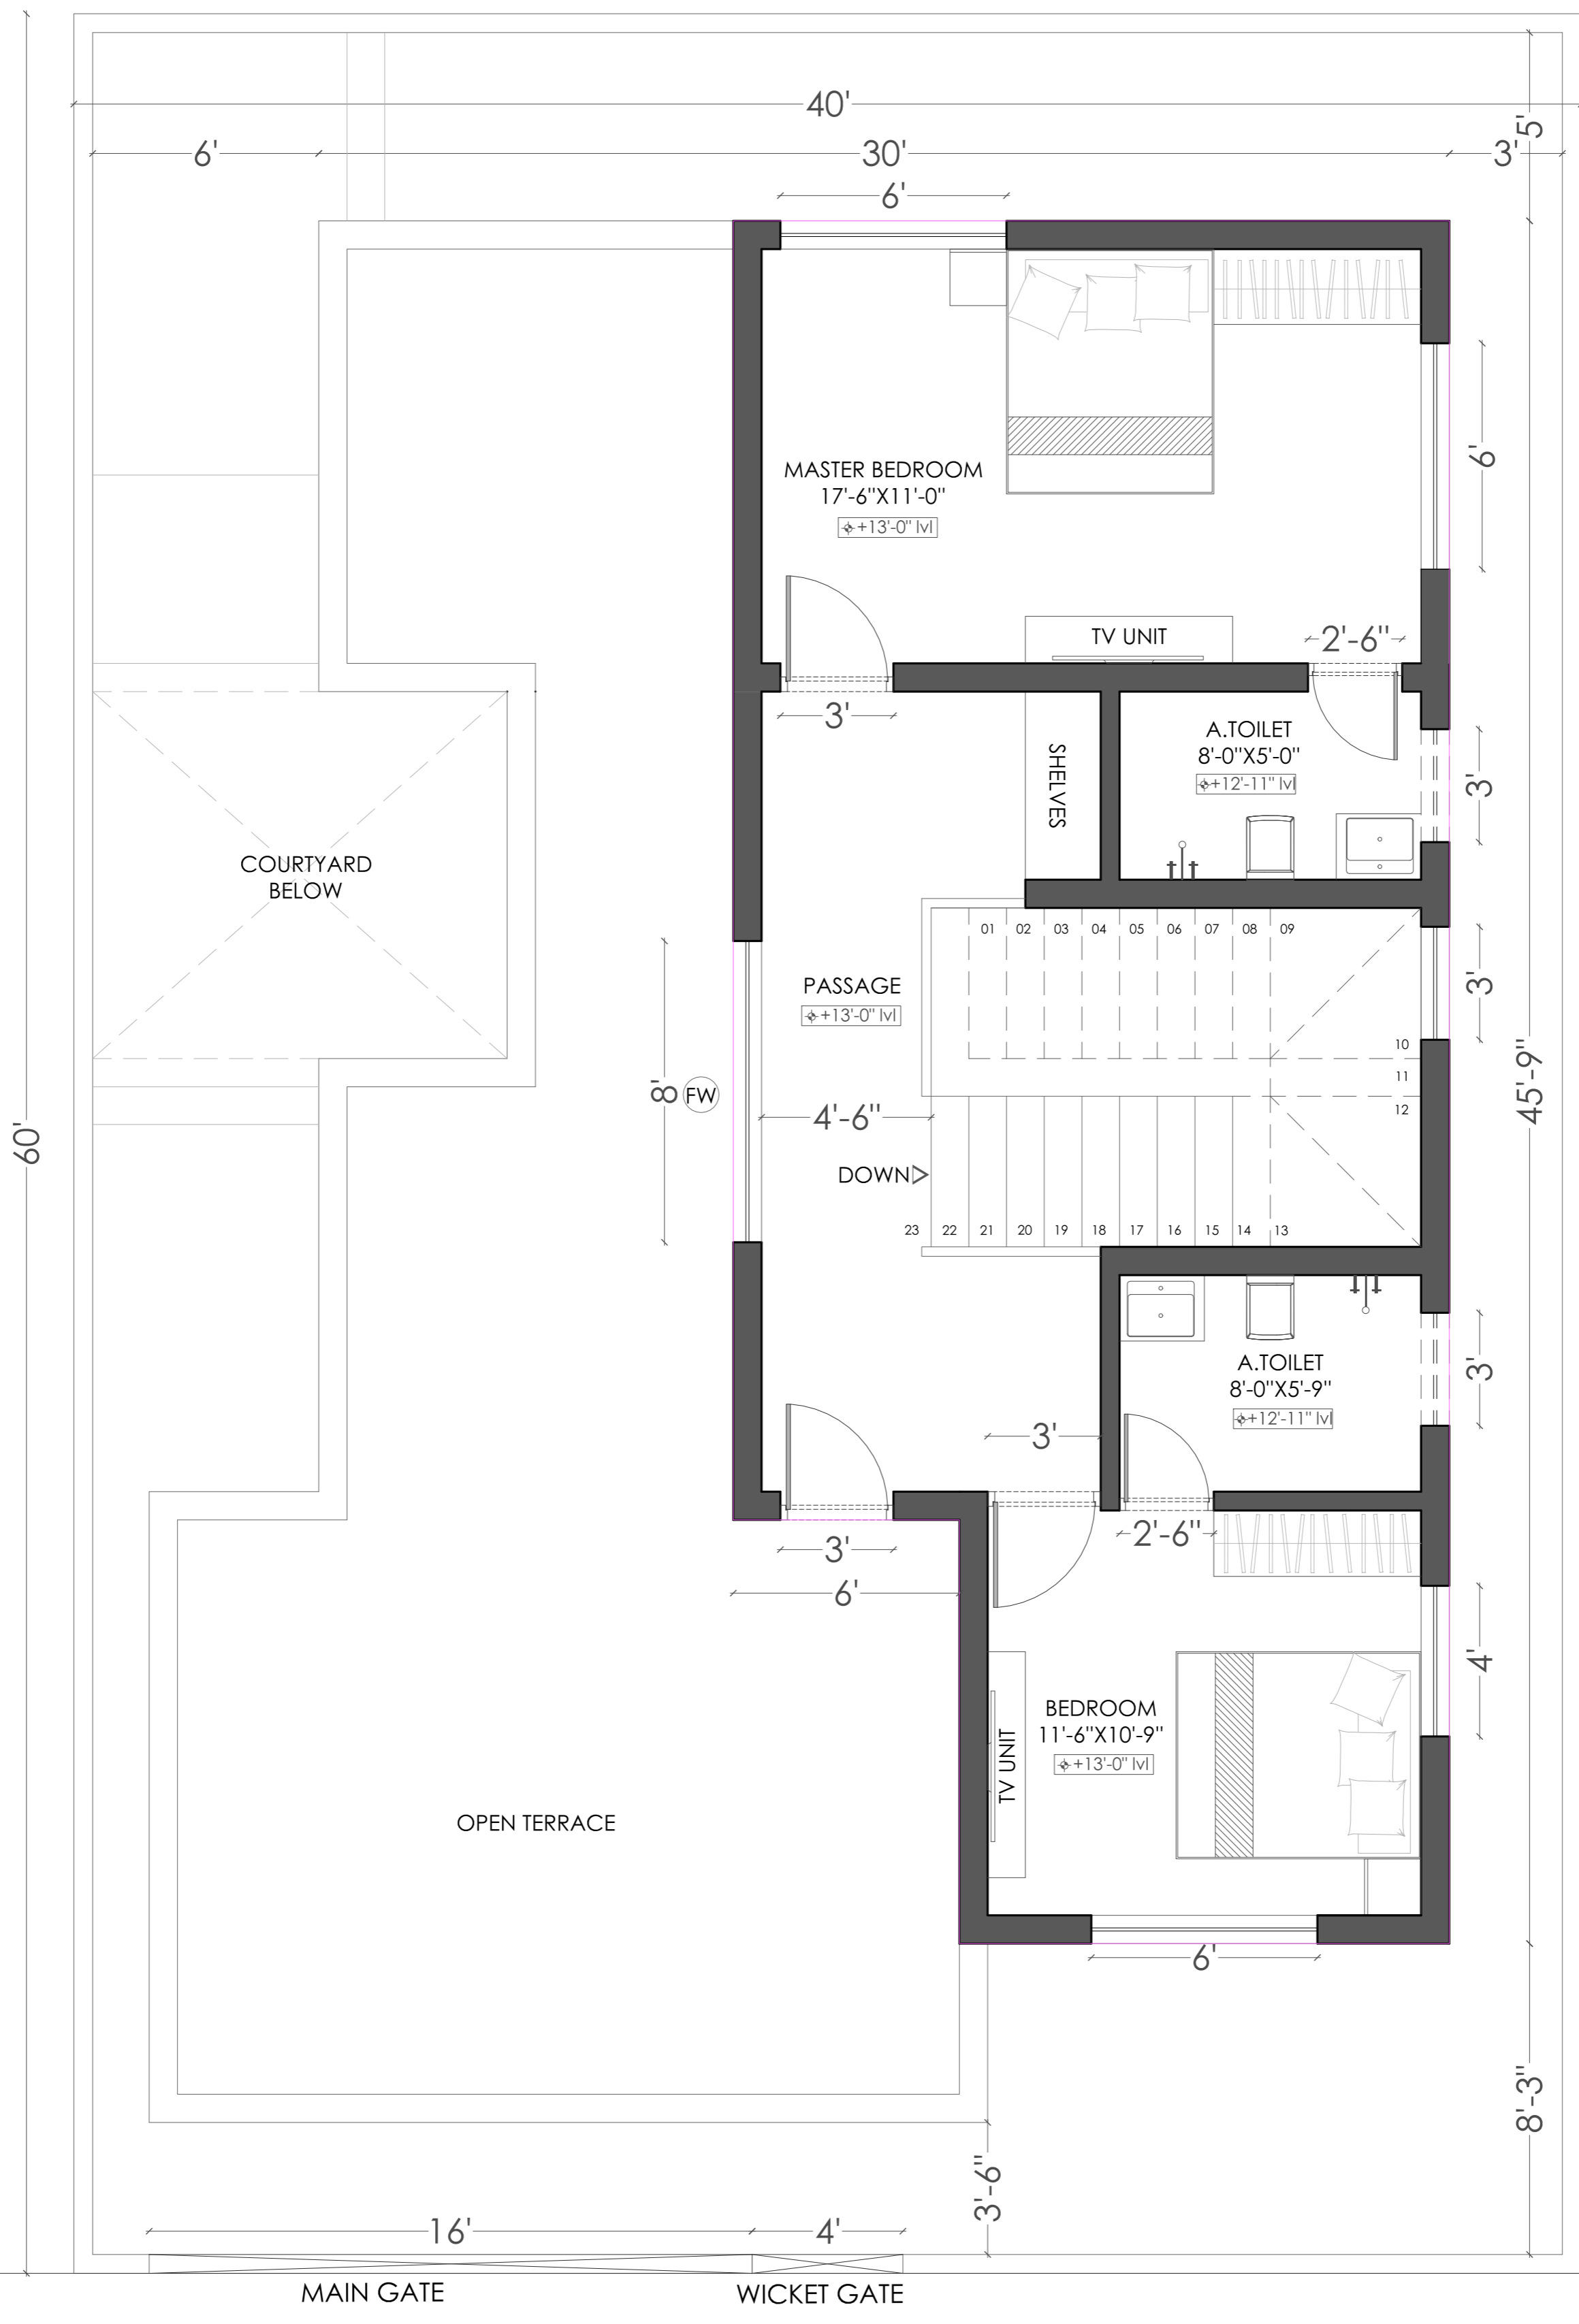 40'
5'
6'
30'
3'
6'
MASTER BEDROOM
17'-6"X11'-0"
+13'-0" lvl
6'
TV UNIT
2'-6"
3'
SHELVES
A.TOILET
8'-0"X5'-0"
+12'-11" lvl
3'
COURTYARD
BELOW
01 02 03 04 05 06 07 08 09
PASSAGE
+13'-0" lvl
3'
10
11
12
45'-9"
60'
8'
FW
4'-6"
DOWN
23 22 21 20 19 18 17 16 15 14 13
A.TOILET
8'-0"X5'-9"
+12'-11" lvl
3'
3'
3'
2'-6"
6'
4'
BEDROOM
11'-6"X10'-9"
+13'-0" lvl
TV UNIT
OPEN TERRACE
6'
8'-3"
3'-6"
16'
4'
MAIN GATE
WICKET GATE